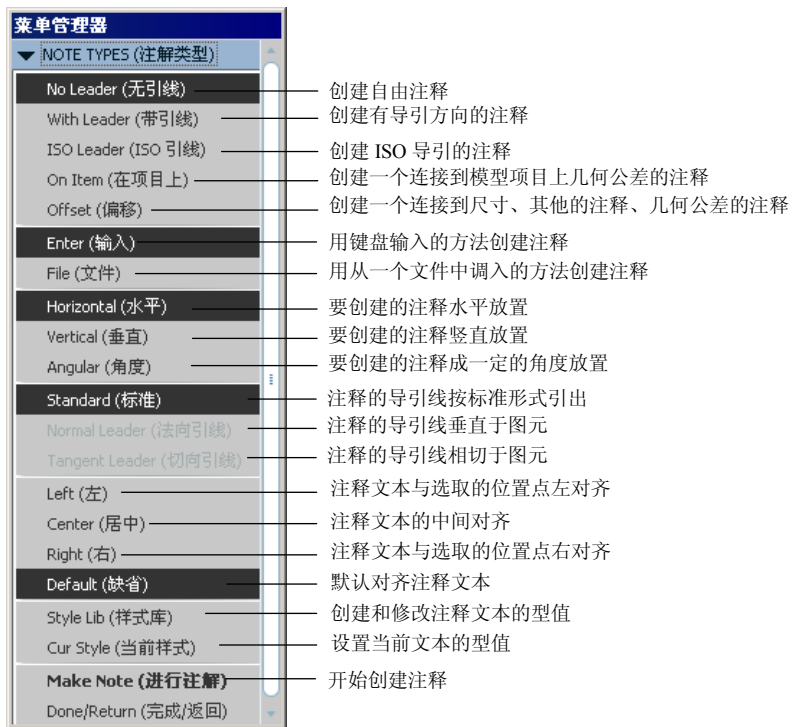 菜单管理器
NOTE TYPES (注解类型)
No Leader (无引线) 创建自由注释
With Leader (带引线) 创建有导引方向的注释
ISO Leader (ISO 引线) 创建 ISO 导引的注释
On Item (在项目上) 创建一个连接到模型项目上几何公差的注释
Offset (偏移) 创建一个连接到尺寸、其他的注释、几何公差的注释
Enter (输入) 用键盘输入的方法创建注释
File (文件) 用从一个文件中调入的方法创建注释
Horizontal (水平) 要创建的注释水平放置
Vertical (垂直) 要创建的注释竖直放置
Angular (角度) 要创建的注释成一定的角度放置
Standard (标准) 注释的导引线按标准形式引出
Normal Leader (法向引线) 注释的导引线垂直于图元
Tangent Leader (切向引线) 注释的导引线相切于图元
Left (左) 注释文本与选取的位置点左对齐
Center (居中) 注释文本的中间对齐
Right (右) 注释文本与选取的位置点右对齐
Default (缺省) 默认对齐注释文本
Style Lib (样式库) 创建和修改注释文本的型值
Cur Style (当前样式) 设置当前文本的型值
Make Note (进行注解) 开始创建注释
Done/Return (完成/返回)